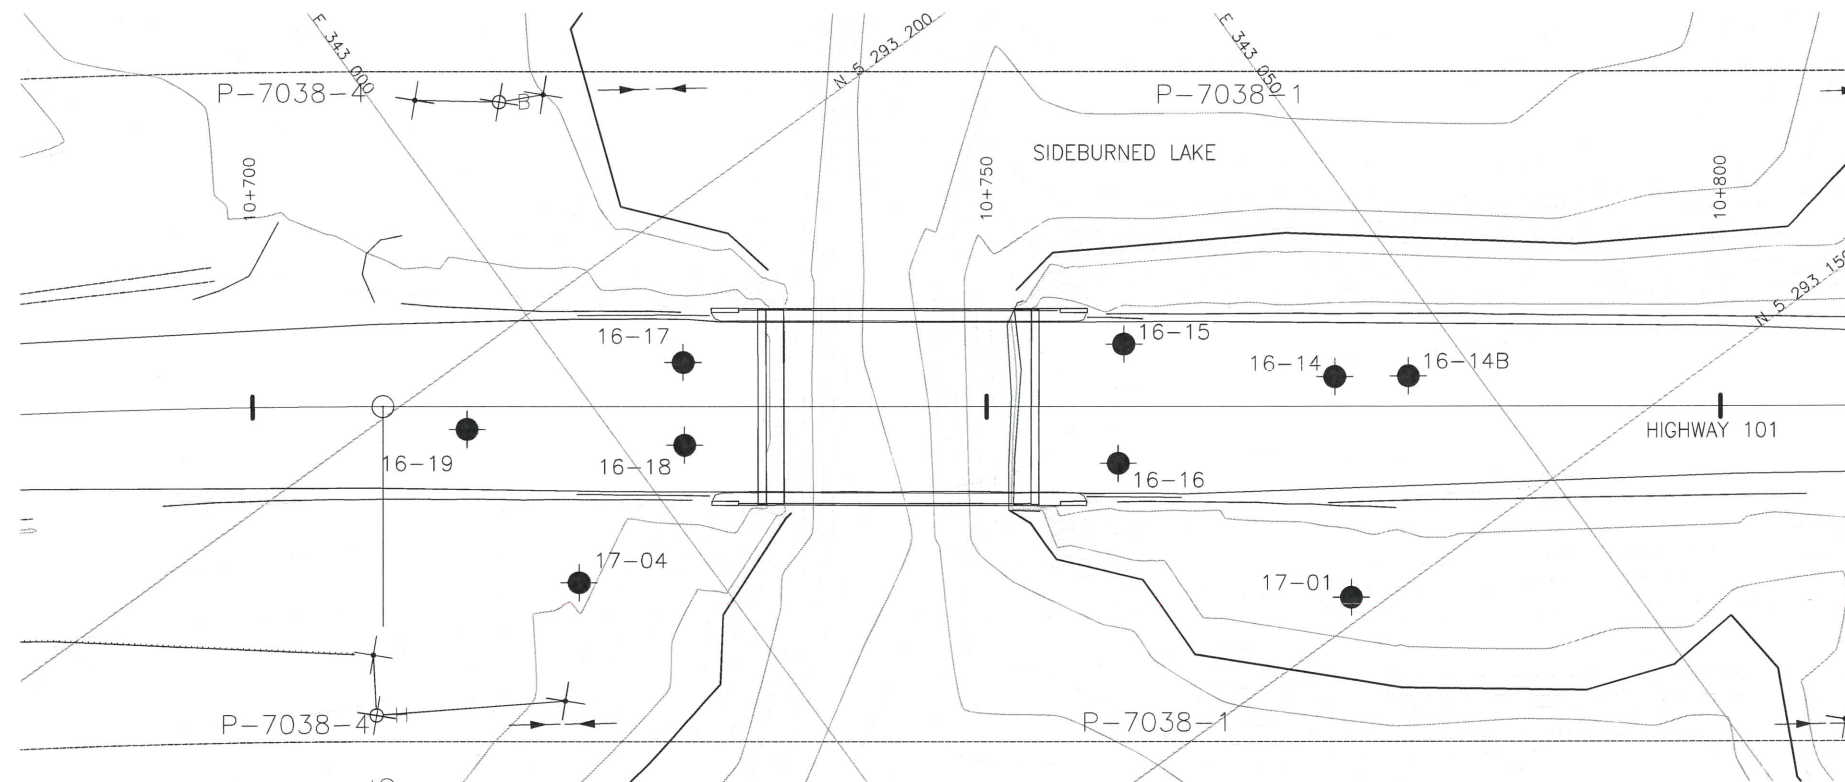 E 343 000
N 5 293 200
E 343 050
P-7038-4
B
P-7038-1
SIDEBURNED LAKE
10+700
10+750
10+800
N 5 293 150
16-17
16-15
16-14
16-14B
16-19
16-18
16-16
HIGHWAY 101
17-04
17-01
P-7038-4
H
P-7038-1